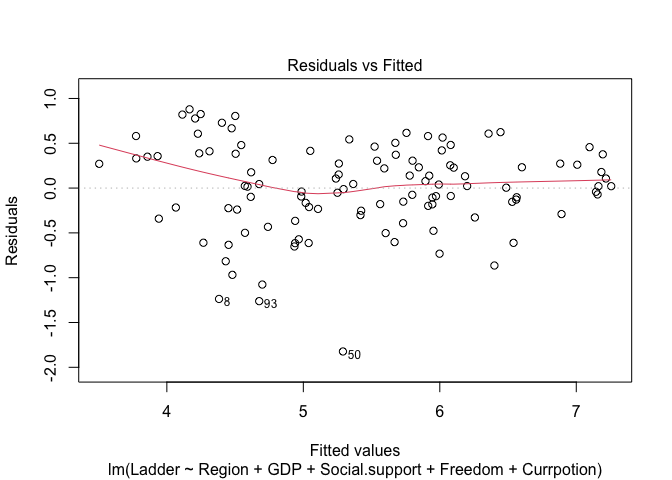 Residuals vs Fitted
1.0
0.5
0.0
-0.5
-1.0
-1.5
-2.0
Residuals
8
93
50
4 5 6 7
Fitted values
lm(Ladder ~ Region + GDP + Social.support + Freedom + Currpotion)